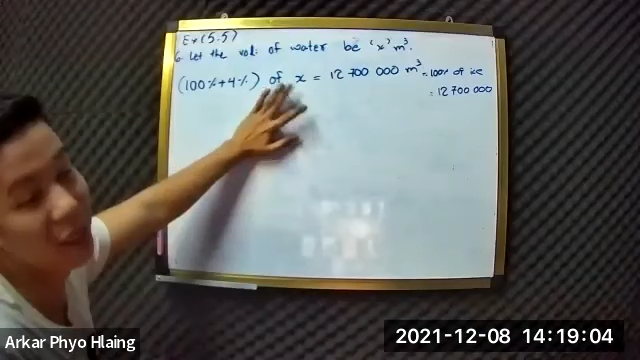 Ex(5.5)
6. Let the vol: of water be 'x' m³.
(100%+4%) of x = 12 700 000 m³ = 100% of ice
= 12 700 000
Arkar Phyo Hlaing
2021-12-08 14:19:04